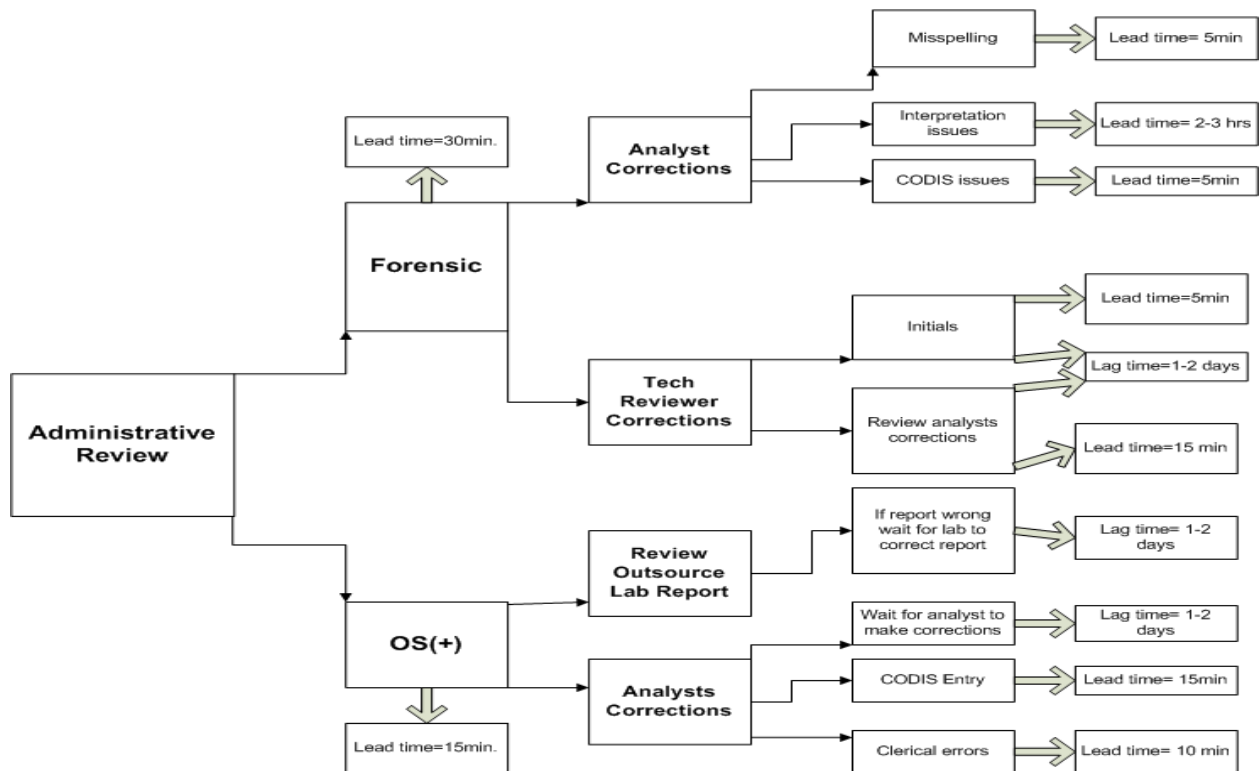 Misspelling
Lead time= 5min
Lead time=30min.
Analyst
Corrections
Interpretation
issues
Lead time= 2-3 hrs
CODIS issues
Lead time=5min
Forensic
Lead time=5min
Initials
Lag time=1-2 days
Tech
Reviewer
Corrections
Review analysts
corrections
Lead time=15 min
Administrative
Review
If report wrong
wait for lab to
correct report
Lag time= 1-2
days
Review
Outsource
Lab Report
Wait for analyst to
make corrections
Lag time= 1-2
days
OS(+)
CODIS Entry
Lead time= 15min
Analysts
Corrections
Lead time=15min.
Clerical errors
Lead time= 10 min